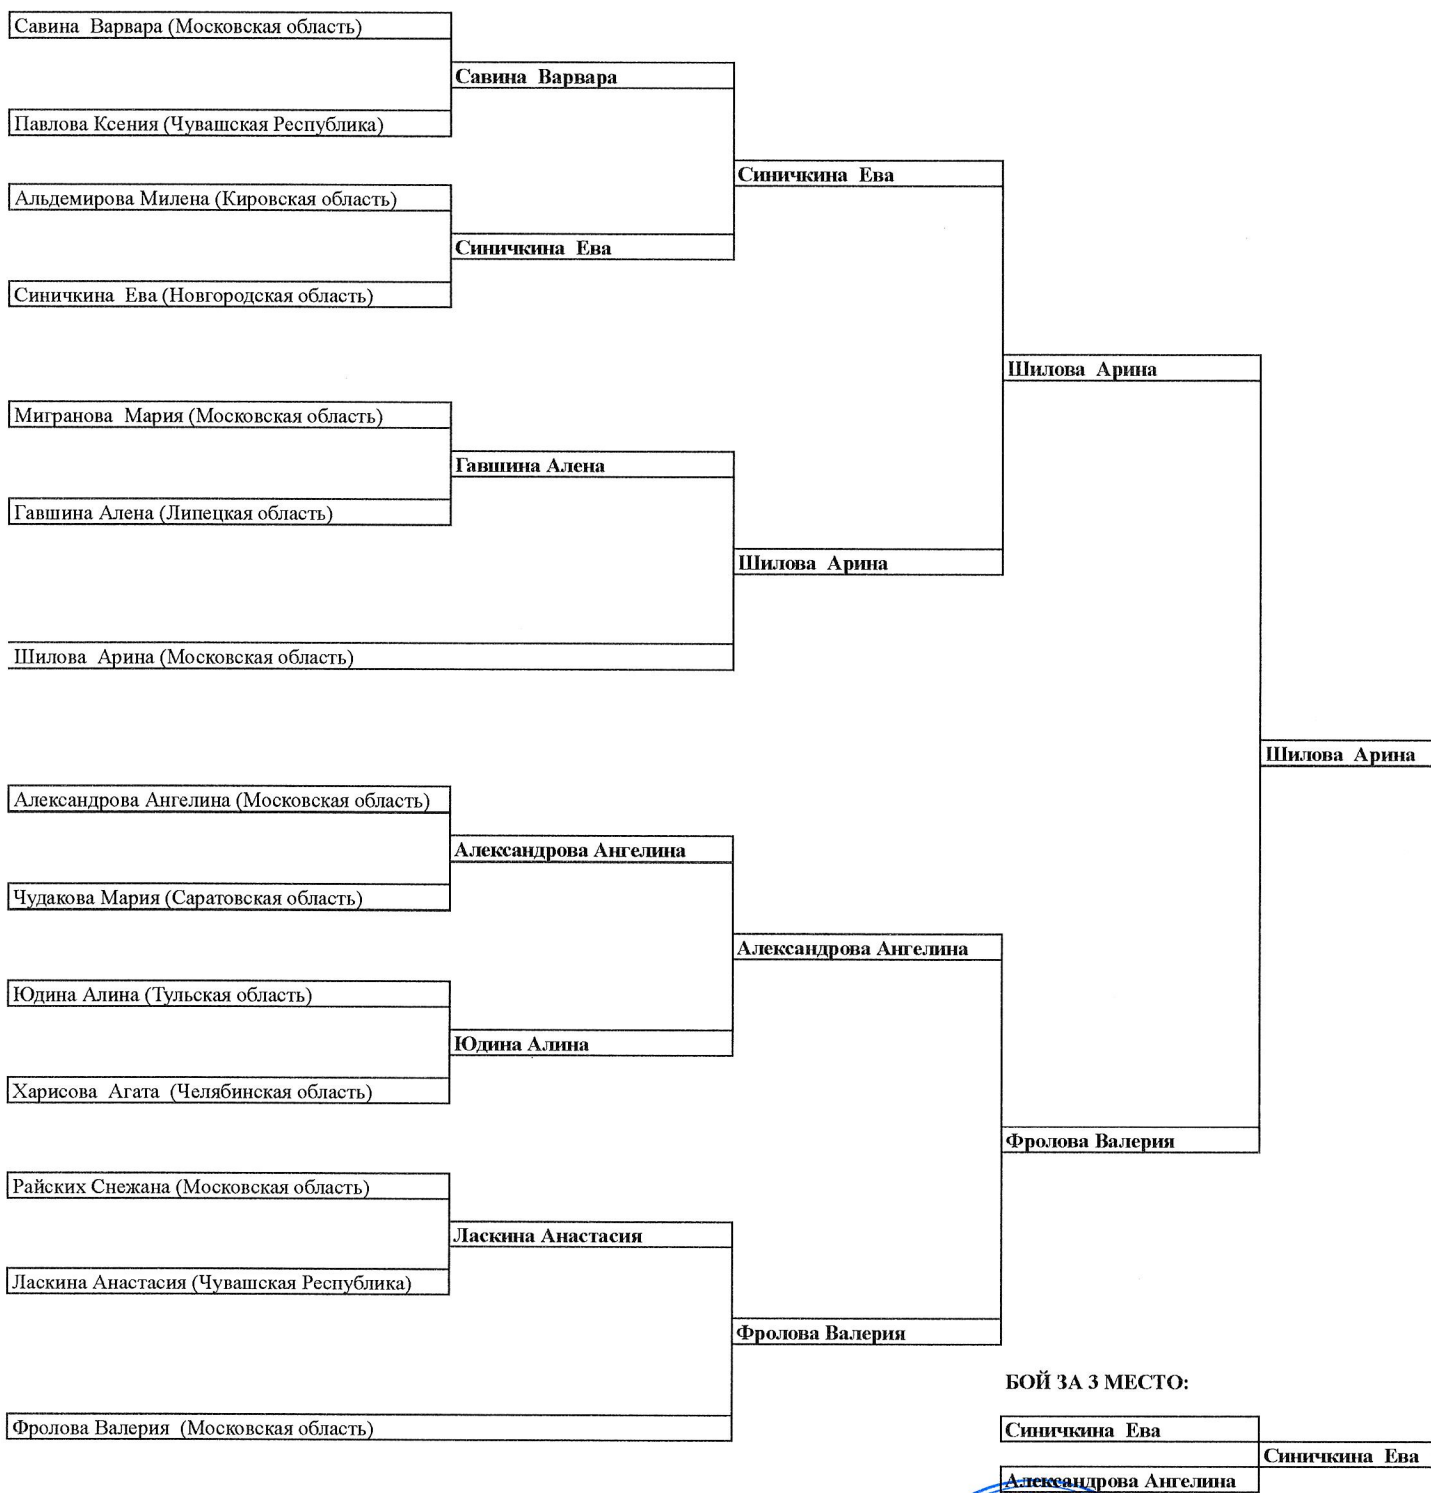 Савина Варвара (Московская область)
Савина Варвара
Павлова Ксения (Чувашская Республика)
Синичкина Ева
Альдемирова Милена (Кировская область)
Синичкина Ева
Синичкина Ева (Новгородская область)
Шилова Арина
Мигранова Мария (Московская область)
Гавшина Алена
Гавшина Алена (Липецкая область)
Шилова Арина
Шилова Арина (Московская область)
Шилова Арина
Александрова Ангелина (Московская область)
Александрова Ангелина
Чудакова Мария (Саратовская область)
Александрова Ангелина
Юдина Алина (Тульская область)
Юдина Алина
Харисова Агата (Челябинская область)
Фролова Валерия
Райских Снежана (Московская область)
Ласкина Анастасия
Ласкина Анастасия (Чувашская Республика)
Фролова Валерия
БОЙ ЗА 3 МЕСТО:
Фролова Валерия (Московская область)
Синичкина Ева
Синичкина Ева
Александрова Ангелина